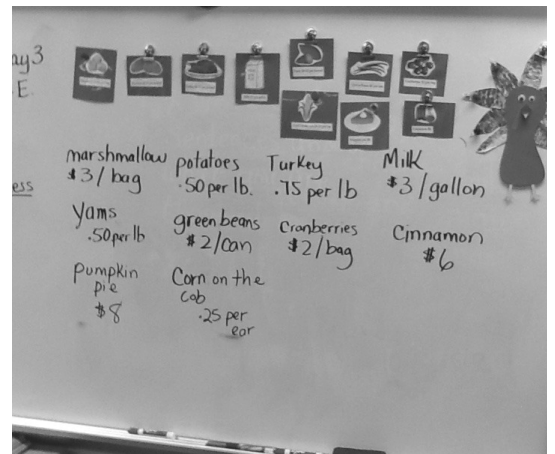 ay3
E.
ess
marshmallow
$3/bag
potatoes
.50 per lb.
Turkey
.75 per lb
Milk
$3/gallon
Yams
.50 per lb
green beans
$2/can
Cranberries
$2/bag
Cinnamon
$6
pumpkin
pie
$8
Corn on the
cob
.25 per
ear